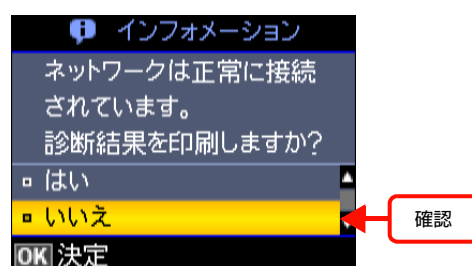 インフォメーション
ネットワークは正常に接続
されています。
診断結果を印刷しますか?
はい
いいえ
確認
OK 決定